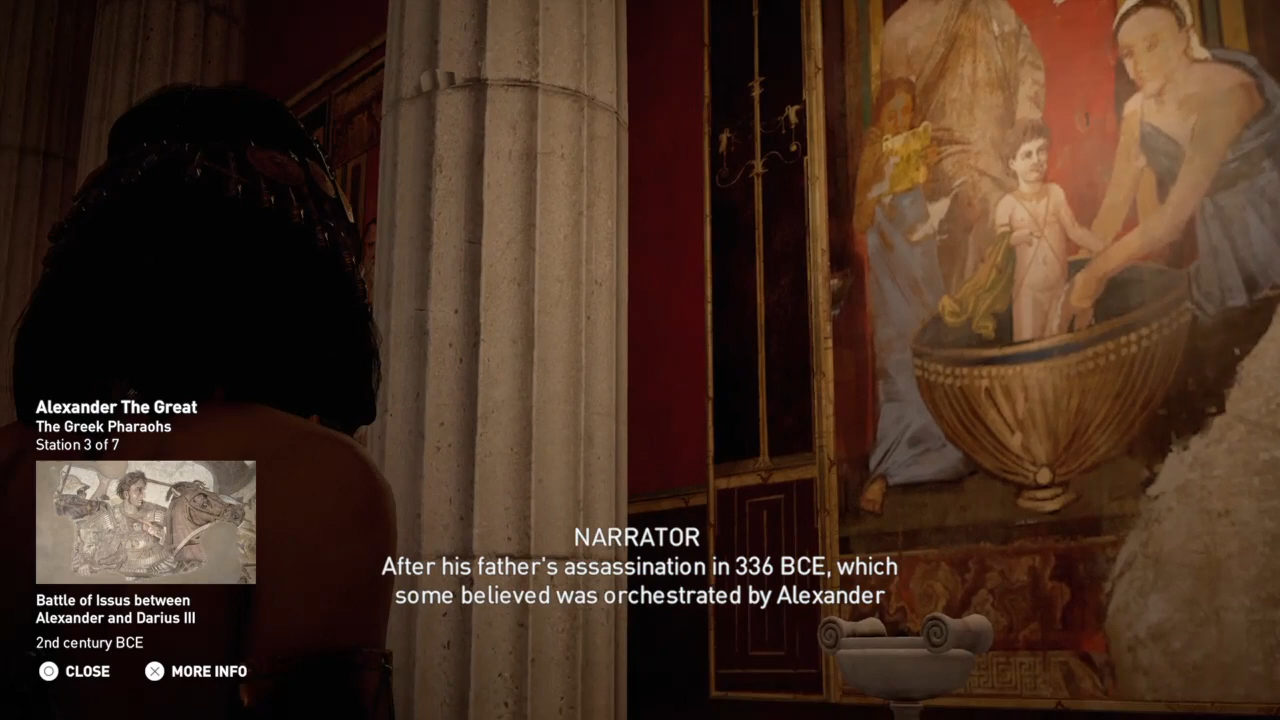 Alexander The Great
The Greek Pharaohs
Station 3 of 7
Battle of Issus between
Alexander and Darius III
2nd century BCE
CLOSE
MORE INFO
NARRATOR
After his father's assassination in 336 BCE, which
some believed was orchestrated by Alexander